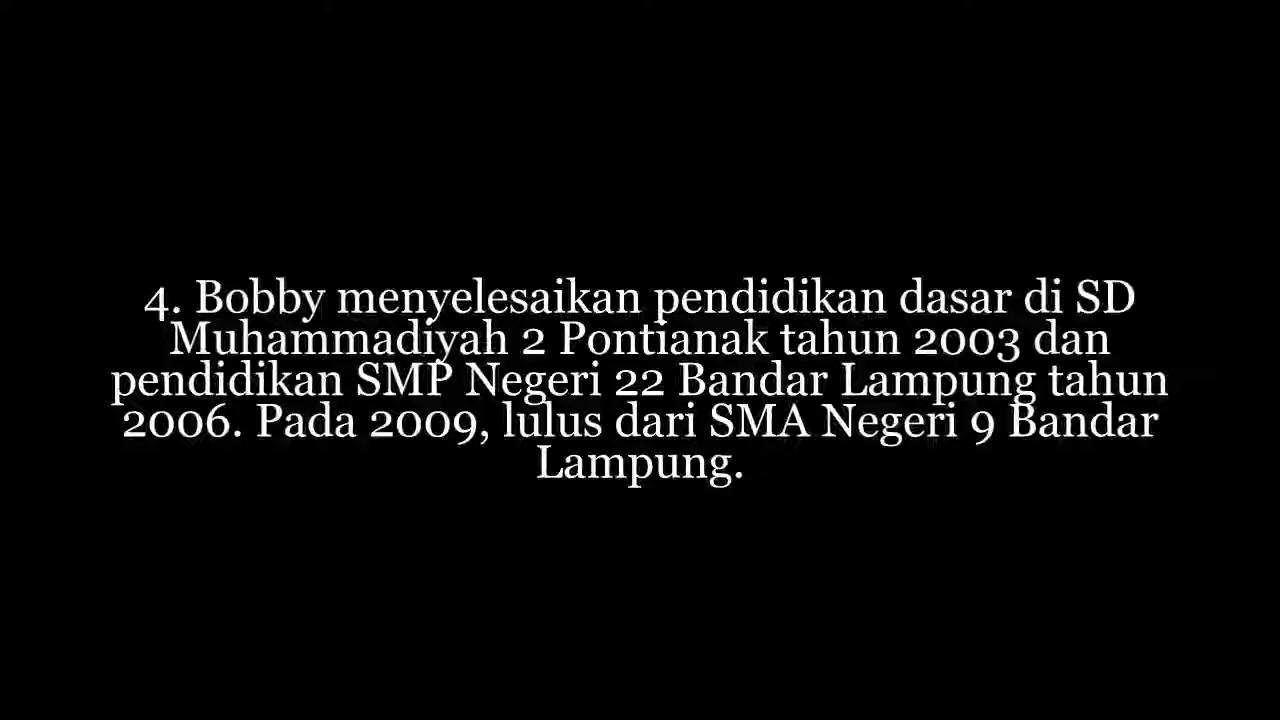 4. Bobby menyelesaikan pendidikan dasar di SD
Muhammadiyah 2 Pontianak tahun 2003 dan
pendidikan SMP Negeri 22 Bandar Lampung tahun
2006. Pada 2009, lulus dari SMA Negeri 9 Bandar
Lampung.